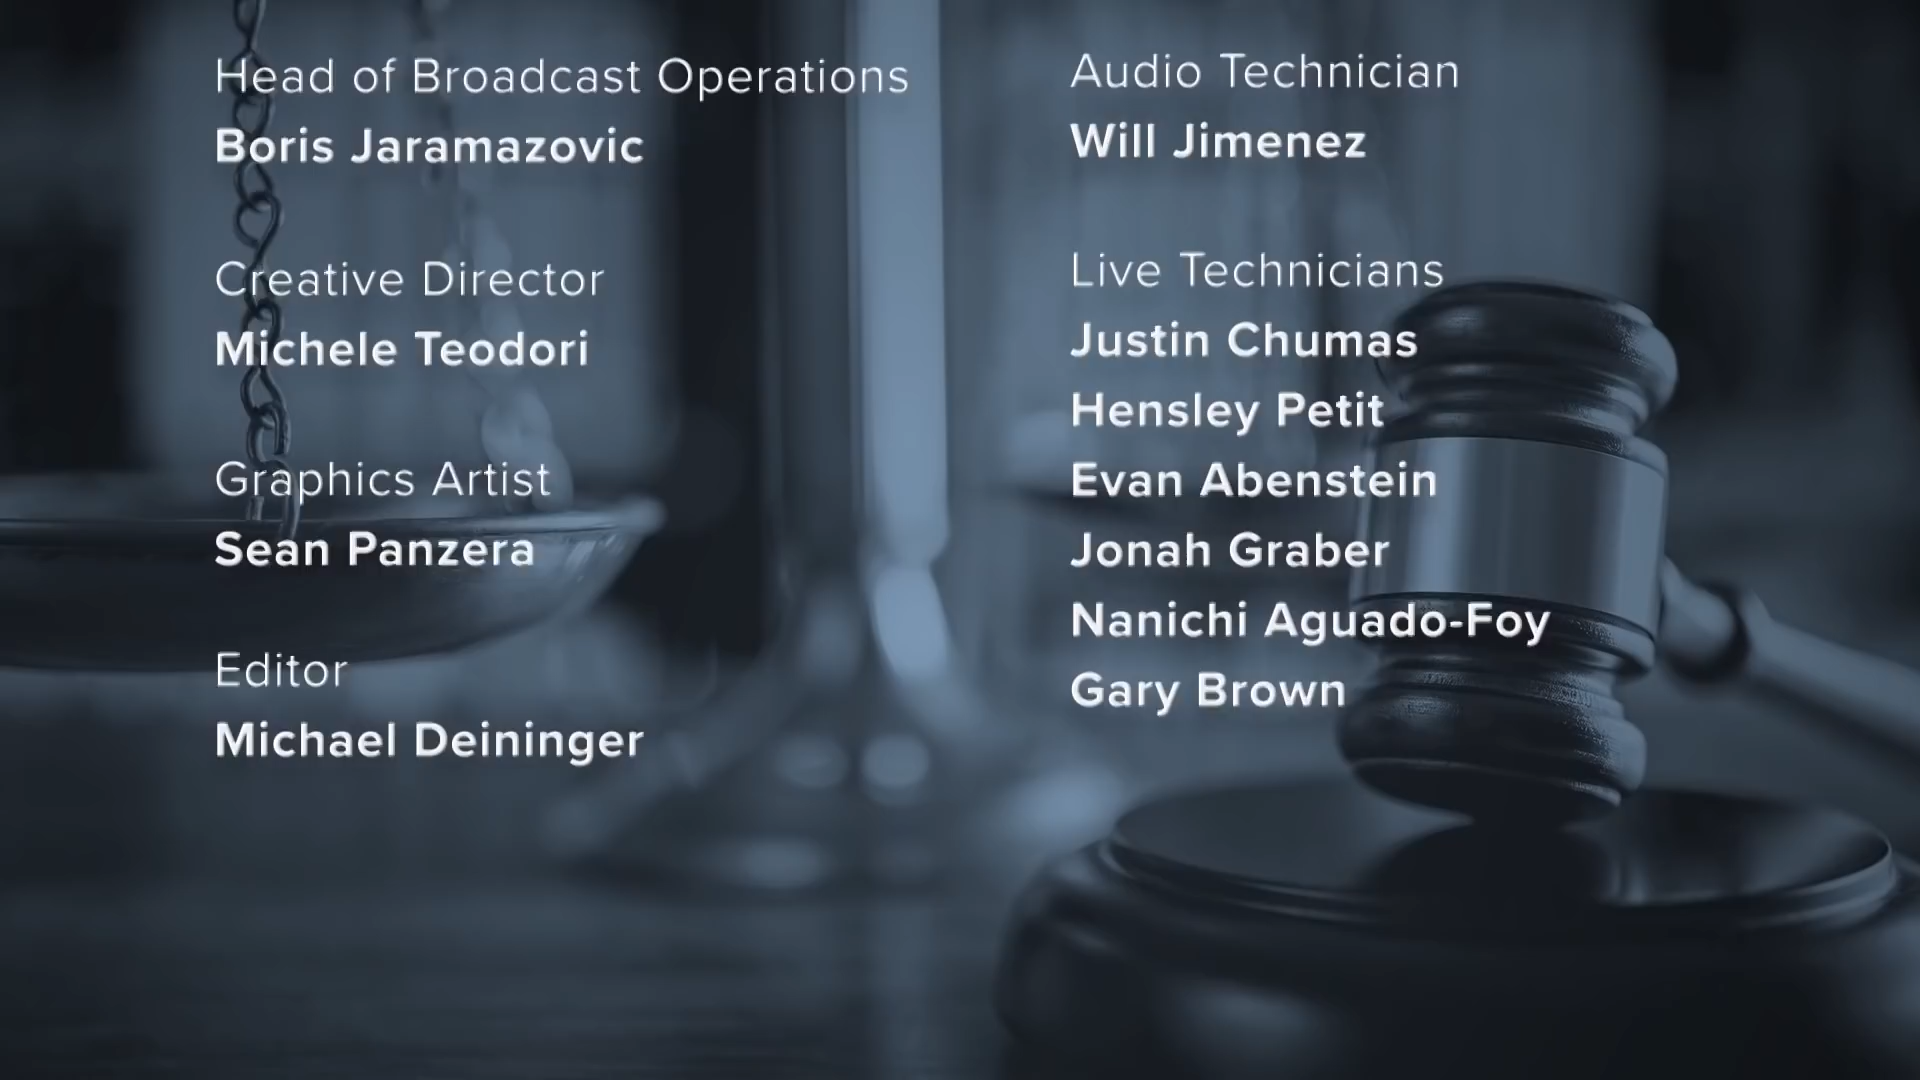 Head of Broadcast Operations
Boris Jaramazovic
Creative Director
Michele Teodori
Graphics Artist
Sean Panzera
Editor
Michael Deininger
Audio Technician
Will Jimenez
Live Technicians
Justin Chumas
Hensley Petit
Evan Abenstein
Jonah Graber
Nanichi Aguado-Foy
Gary Brown